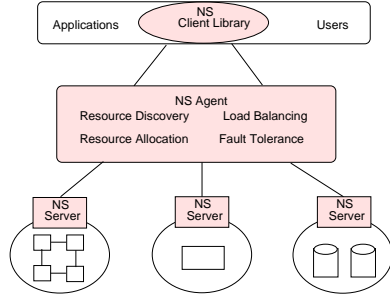 NS
Applications Client Library Users
NS Agent
Resource Discovery Load Balancing
Resource Allocation Fault Tolerance
NS NS NS
Server Server Server